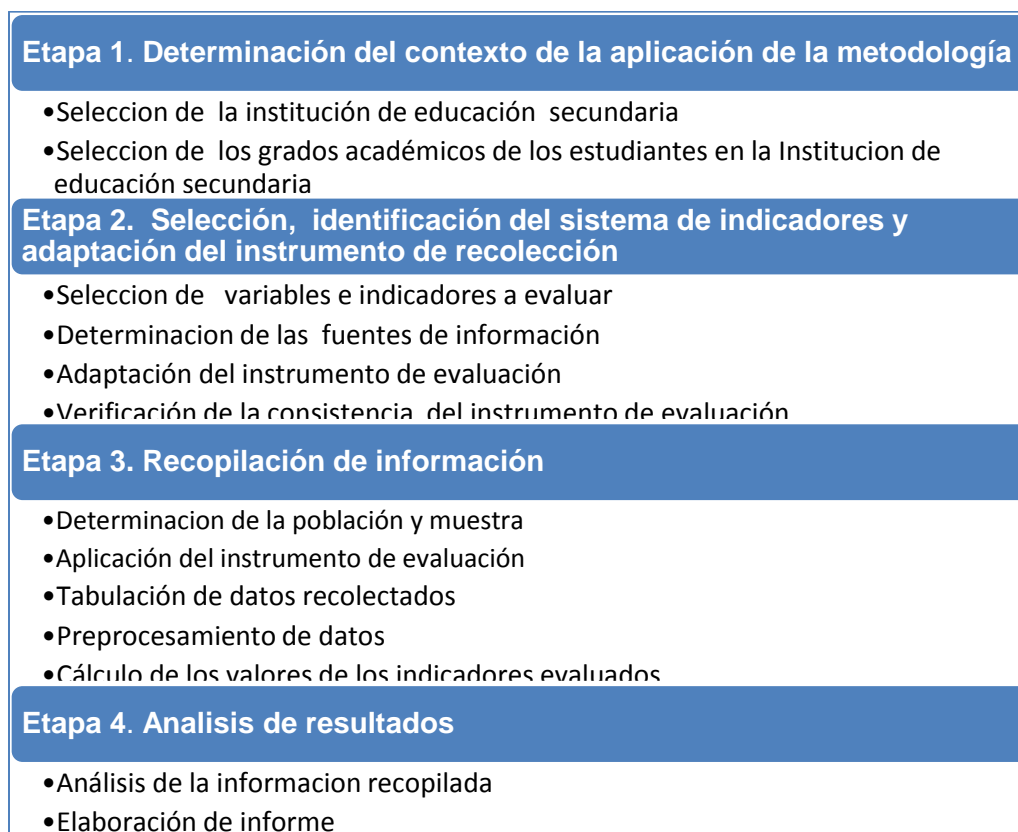 Etapa 1. Determinación del contexto de la aplicación de la metodología
•Seleccion de la institución de educación secundaria
•Seleccion de los grados académicos de los estudiantes en la Institucion de
educación secundaria
Etapa 2. Selección, identificación del sistema de indicadores y
adaptación del instrumento de recolección
•Seleccion de variables e indicadores a evaluar
•Determinacion de las fuentes de información
•Adaptación del instrumento de evaluación
•Verificación de la consistencia del instrumento de evaluación
Etapa 3. Recopilación de información
•Determinacion de la población y muestra
•Aplicación del instrumento de evaluación
•Tabulación de datos recolectados
•Preprocesamiento de datos
•Cálculo de los valores de los indicadores evaluados
Etapa 4. Analisis de resultados
•Análisis de la informacion recopilada
•Elaboración de informe